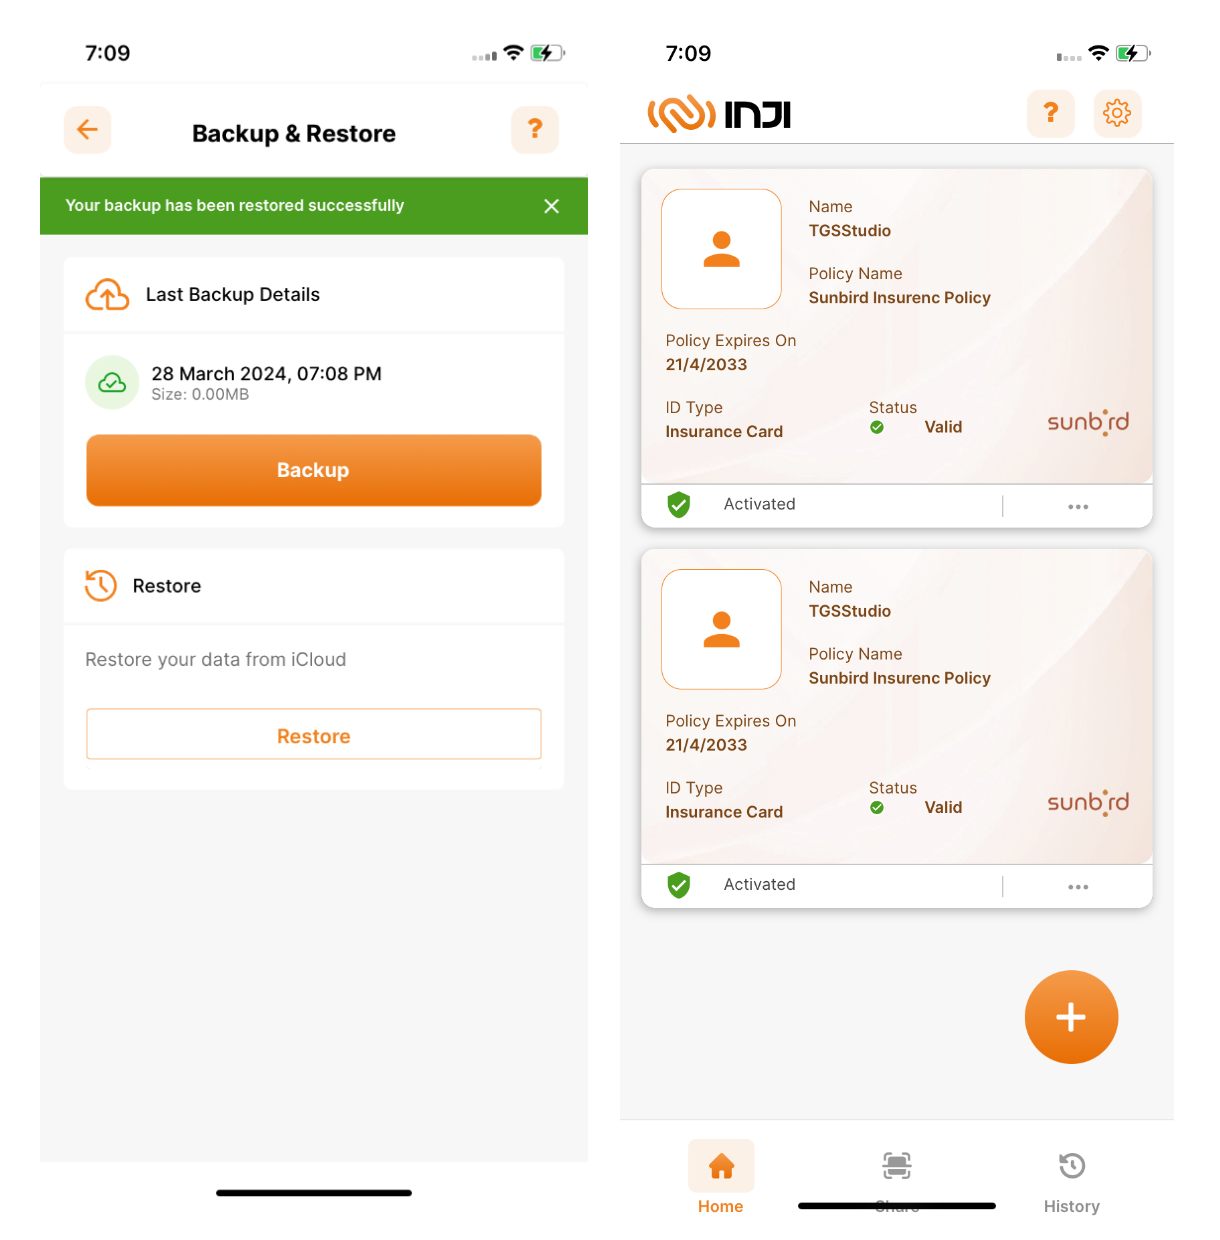 7:09
Backup & Restore
?
Your backup has been restored successfully
Last Backup Details
28 March 2024, 07:08 PM
Size: 0.00MB
Backup
Restore
Restore your data from iCloud
Restore
7:09
INJI
?
Name
TGSStudio
Policy Name
Sunbird Insurenc Policy
Policy Expires On
21/4/2033
ID Type
Status
Insurance Card
Valid
sunbird
Activated
Name
TGSStudio
Policy Name
Sunbird Insurenc Policy
Policy Expires On
21/4/2033
ID Type
Status
Insurance Card
Valid
sunbird
Activated
Home
Share
History